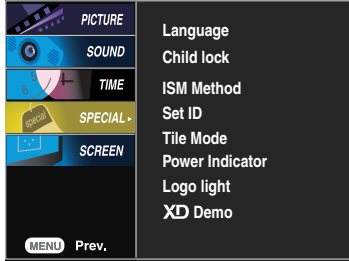 PICTURE
SOUND
TIME
SPECIAL
special
SCREEN
MENU Prev.
Language
Child lock
ISM Method
Set ID
Tile Mode
Power Indicator
Logo light
XD Demo